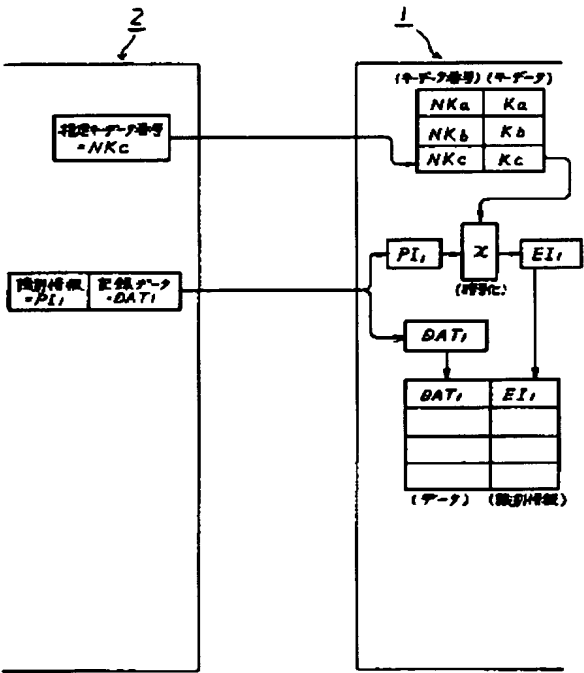 2
1
(キーデータ番号) (キーデータ)
NKa Ka
NKb Kb
NKc Kc
指定キーデータ番号
=NKc
PI₁
x
EI₁
(暗号化)
識別情報
=PI₁
記録データ
=DAT₁
DAT₁
DAT₁ EI₁
(データ) (識別情報)